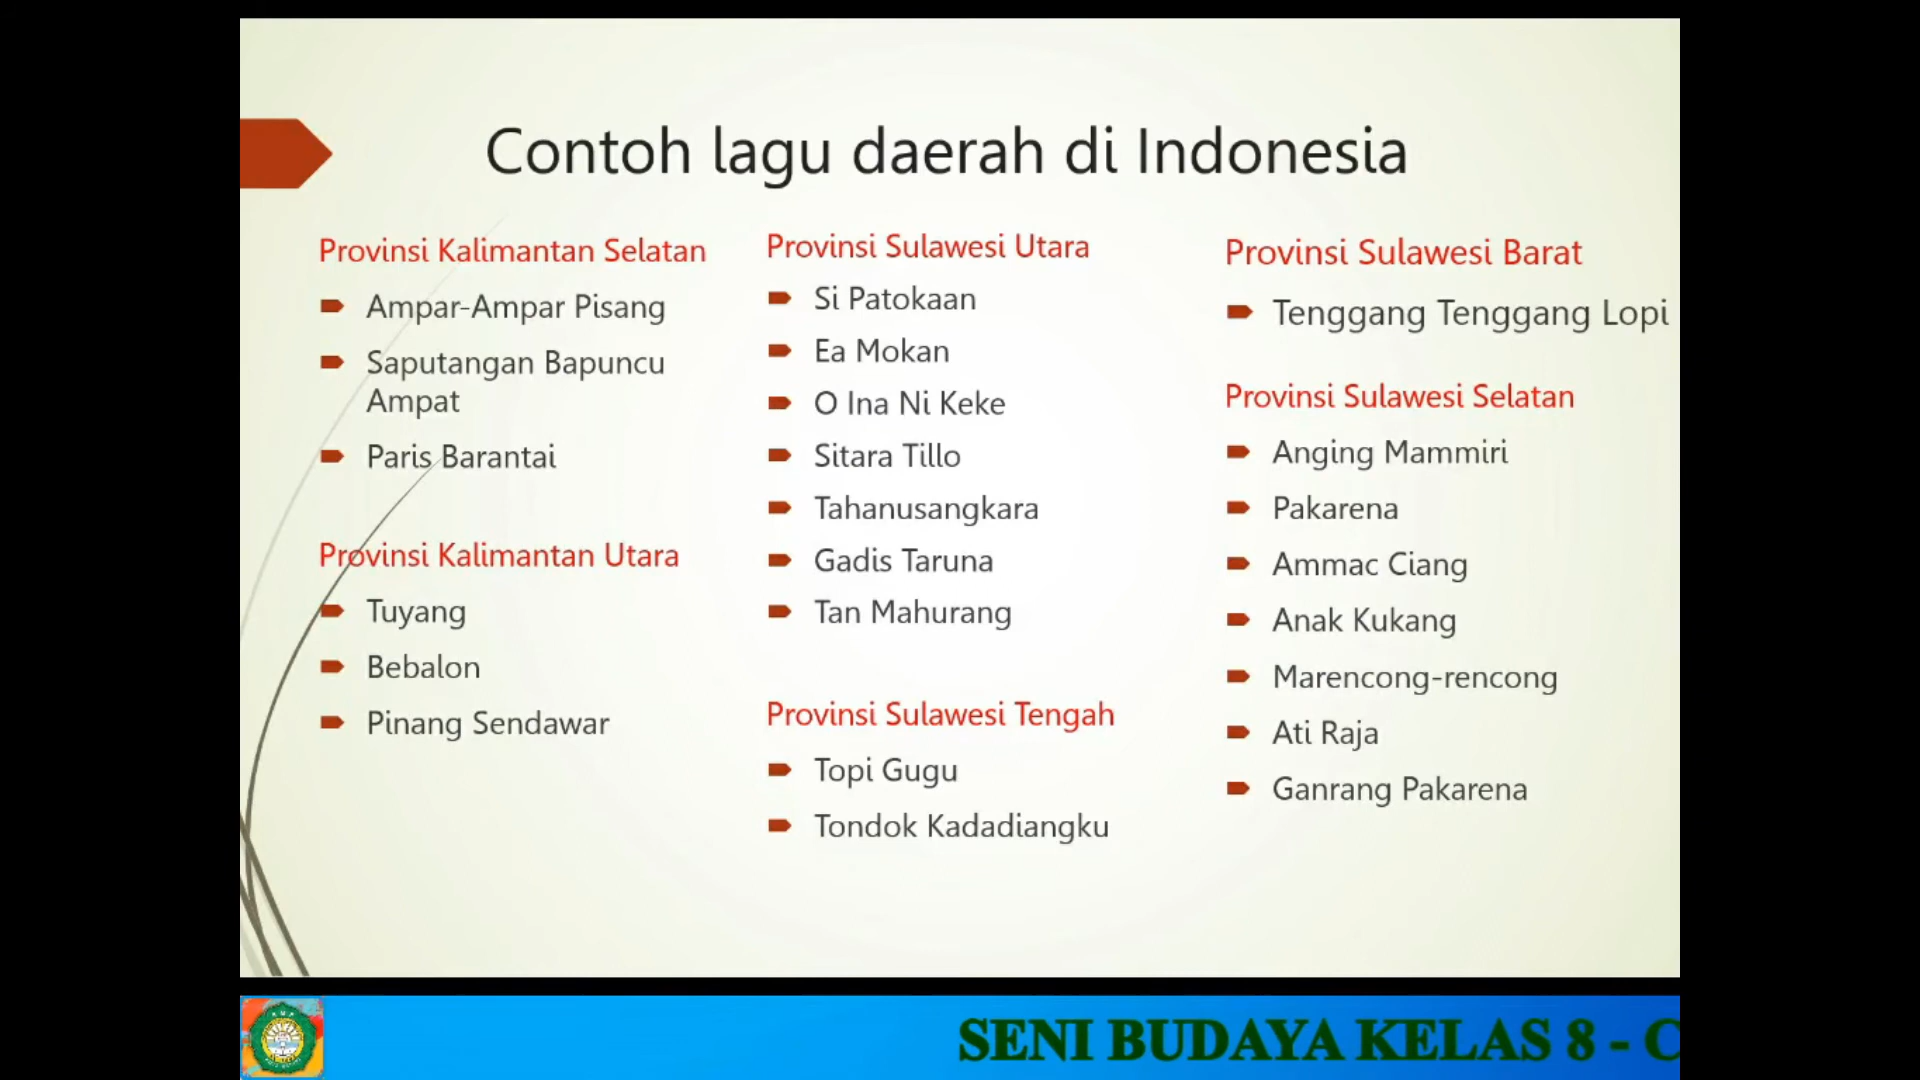 Contoh lagu daerah di Indonesia
Provinsi Kalimantan Selatan
Ampar-Ampar Pisang
Saputangan Bapuncu
Ampat
Paris Barantai
Provinsi Kalimantan Utara
Tuyang
Bebalon
Pinang Sendawar
Provinsi Sulawesi Utara
Si Patokaan
Ea Mokan
O Ina Ni Keke
Sitara Tillo
Tahanusangkara
Gadis Taruna
Tan Mahurang
Provinsi Sulawesi Tengah
Topi Gugu
Tondok Kadadiangku
Provinsi Sulawesi Barat
Tenggang Tenggang Lopi
Provinsi Sulawesi Selatan
Anging Mammiri
Pakarena
Ammac Ciang
Anak Kukang
Marencong-rencong
Ati Raja
Ganrang Pakarena
SENI BUDAYA KELAS 8 - C